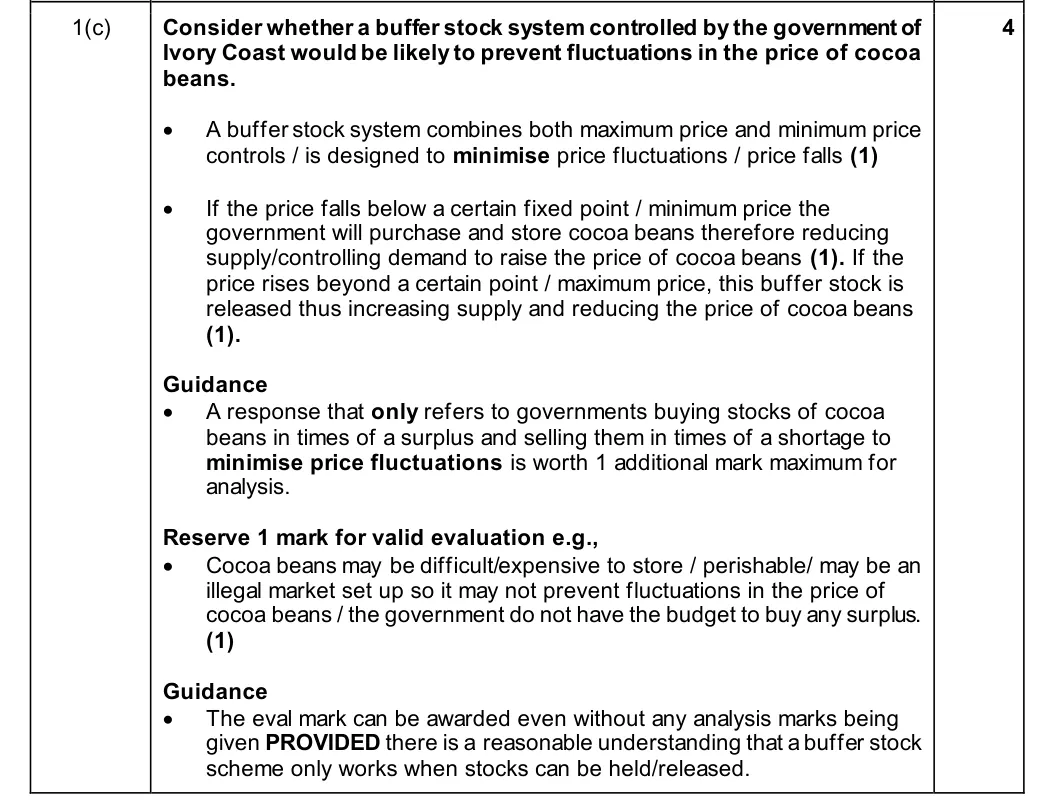 1(c)
Consider whether a buffer stock system controlled by the government of
Ivory Coast would be likely to prevent fluctuations in the price of cocoa
beans.
4
• A buffer stock system combines both maximum price and minimum price
controls / is designed to minimise price fluctuations / price falls (1)
• If the price falls below a certain fixed point / minimum price the
government will purchase and store cocoa beans therefore reducing
supply/controlling demand to raise the price of cocoa beans (1). If the
price rises beyond a certain point / maximum price, this buffer stock is
released thus increasing supply and reducing the price of cocoa beans
(1).
Guidance
• A response that only refers to governments buying stocks of cocoa
beans in times of a surplus and selling them in times of a shortage to
minimise price fluctuations is worth 1 additional mark maximum for
analysis.
Reserve 1 mark for valid evaluation e.g.,
• Cocoa beans may be difficult/expensive to store / perishable/ may be an
illegal market set up so it may not prevent fluctuations in the price of
cocoa beans / the government do not have the budget to buy any surplus.
(1)
Guidance
• The eval mark can be awarded even without any analysis marks being
given PROVIDED there is a reasonable understanding that a buffer stock
scheme only works when stocks can be held/released.